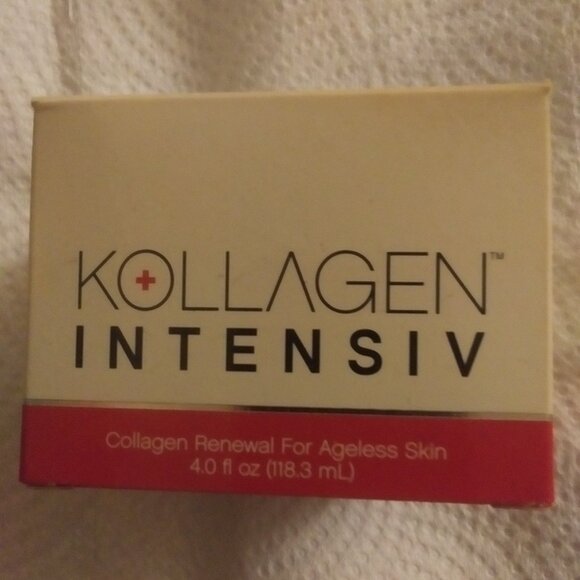 KOLLAGEN™
INTENSIV
Collagen Renewal For Ageless Skin
4.0 fl oz (118.3 mL)